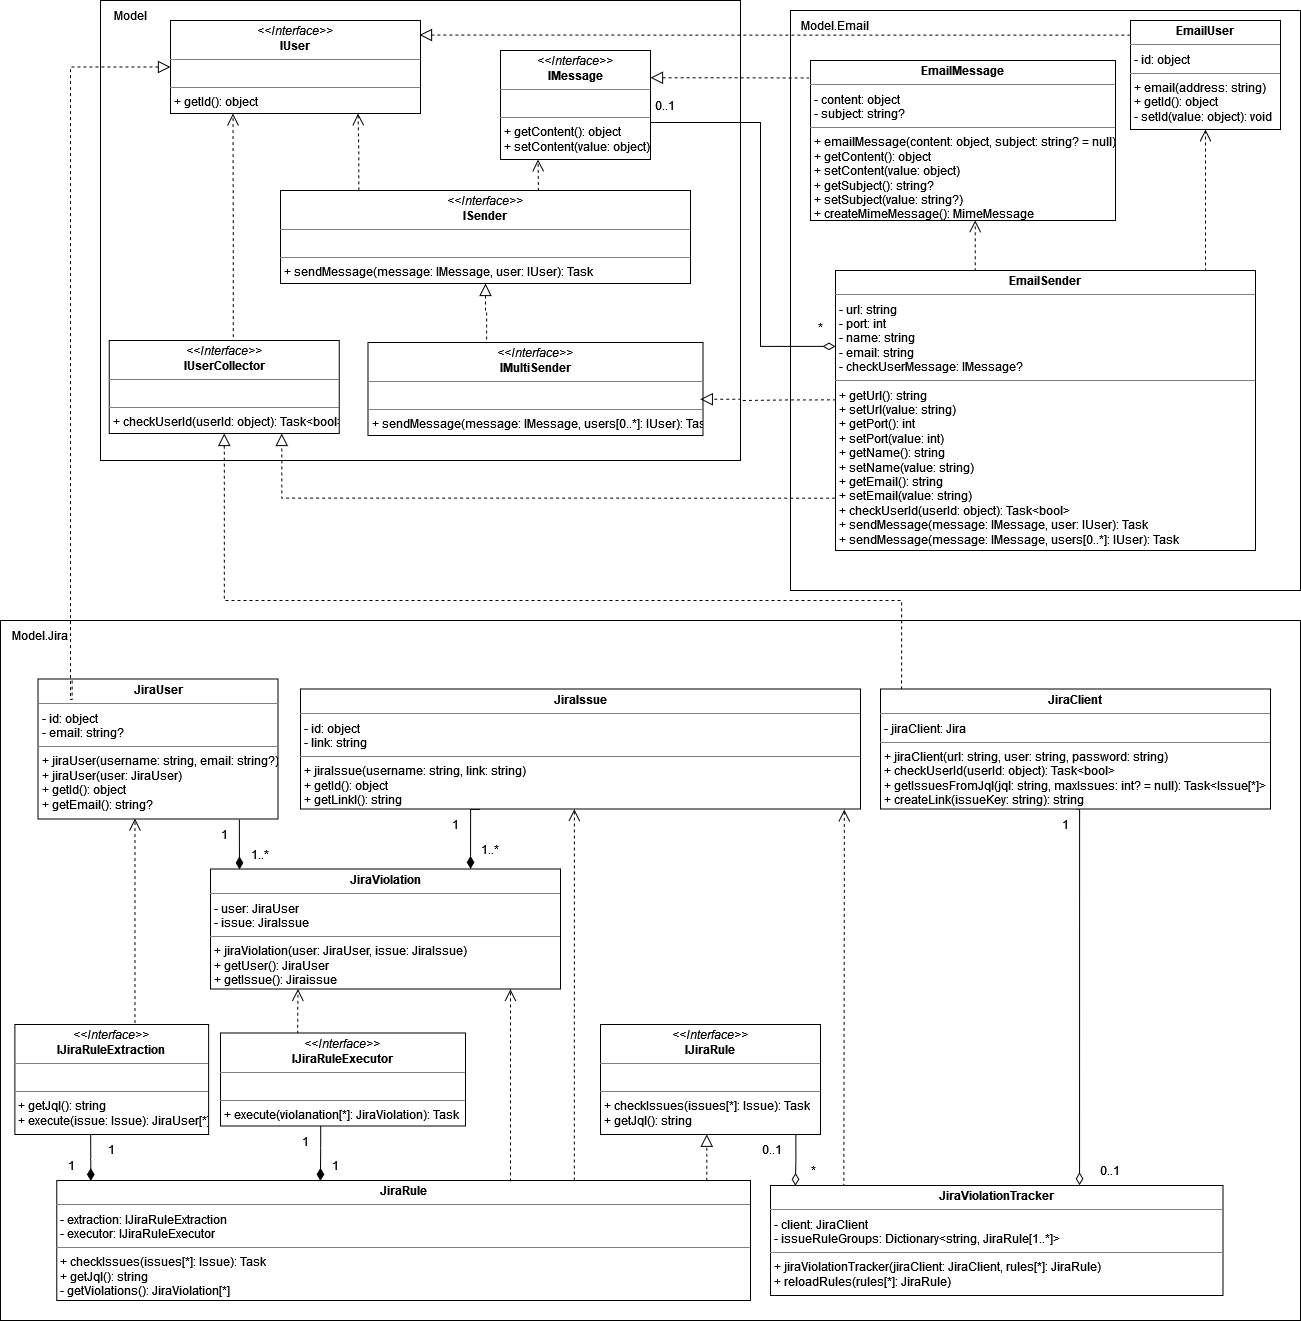 Model
<<Interface>>
IUser
+ getId(): object
<<Interface>>
IMessage
+ getContent(): object
+ setContent(value: object)
0..1
<<Interface>>
ISender
+ sendMessage(message: IMessage, user: IUser): Task
<<Interface>>
IUserCollector
+ checkUserId(userId: object): Task<bool>
<<Interface>>
IMultiSender
+ sendMessage(message: IMessage, users[0..*]: IUser): Tas
Model.Email
EmailUser
- id: object
+ email(address: string)
+ getId(): object
- setId(value: object): void
EmailMessage
- content: object
- subject: string?
+ emailMessage(content: object, subject: string? = null)
+ getContent(): object
+ setContent(value: object)
+ getSubject(): string?
+ setSubject(value: string?)
+ createMimeMessage(): MimeMessage
*
EmailSender
- url: string
- port: int
- name: string
- email: string
- checkUserMessage: IMessage?
+ getUrl(): string
+ setUrl(value: string)
+ getPort(): int
+ setPort(value: int)
+ getName(): string
+ setName(value: string)
+ getEmail(): string
+ setEmail(value: string)
+ checkUserId(userId: object): Task<bool>
+ sendMessage(message: IMessage, user: IUser): Task
+ sendMessage(message: IMessage, users[0..*]: IUser): Task
Model.Jira
JiraUser
- id: object
- email: string?
+ jiraUser(username: string, email: string?)
+ jiraUser(user: JiraUser)
+ getId(): object
+ getEmail(): string?
1
1..*
JiraIssue
- id: object
- link: string
+ jiraIssue(username: string, link: string)
+ getId(): object
+ getLinkI(): string
1
1..*
JiraClient
- jiraClient: Jira
+ jiraClient(url: string, user: string, password: string)
+ checkUserId(userId: object): Task<bool>
+ getIssuesFromJql(jql: string, maxIssues: int? = null): Task<Issue[*]>
+ createLink(issueKey: string): string
1
JiraViolation
- user: JiraUser
- issue: JiraIssue
+ jiraViolation(user: JiraUser, issue: JiraIssue)
+ getUser(): JiraUser
+ getIssue(): Jiraissue
<<Interface>>
IJiraRuleExtraction
+ getJql(): string
+ execute(issue: Issue): JiraUser[*]
1
1
<<Interface>>
IJiraRuleExecutor
+ execute(violanation[*]: JiraViolation): Task
1
1
<<Interface>>
IJiraRule
+ checkIssues(issues[*]: Issue): Task
+ getJql(): string
0..1
*
0..1
JiraRule
- extraction: IJiraRuleExtraction
- executor: IJiraRuleExecutor
+ checkIssues(issues[*]: Issue): Task
+ getJql(): string
- getViolations(): JiraViolation[*]
JiraViolationTracker
- client: JiraClient
- issueRuleGroups: Dictionary<string, JiraRule[1..*]>
+ jiraViolationTracker(jiraClient: JiraClient, rules[*]: JiraRule)
+ reloadRules(rules[*]: JiraRule)